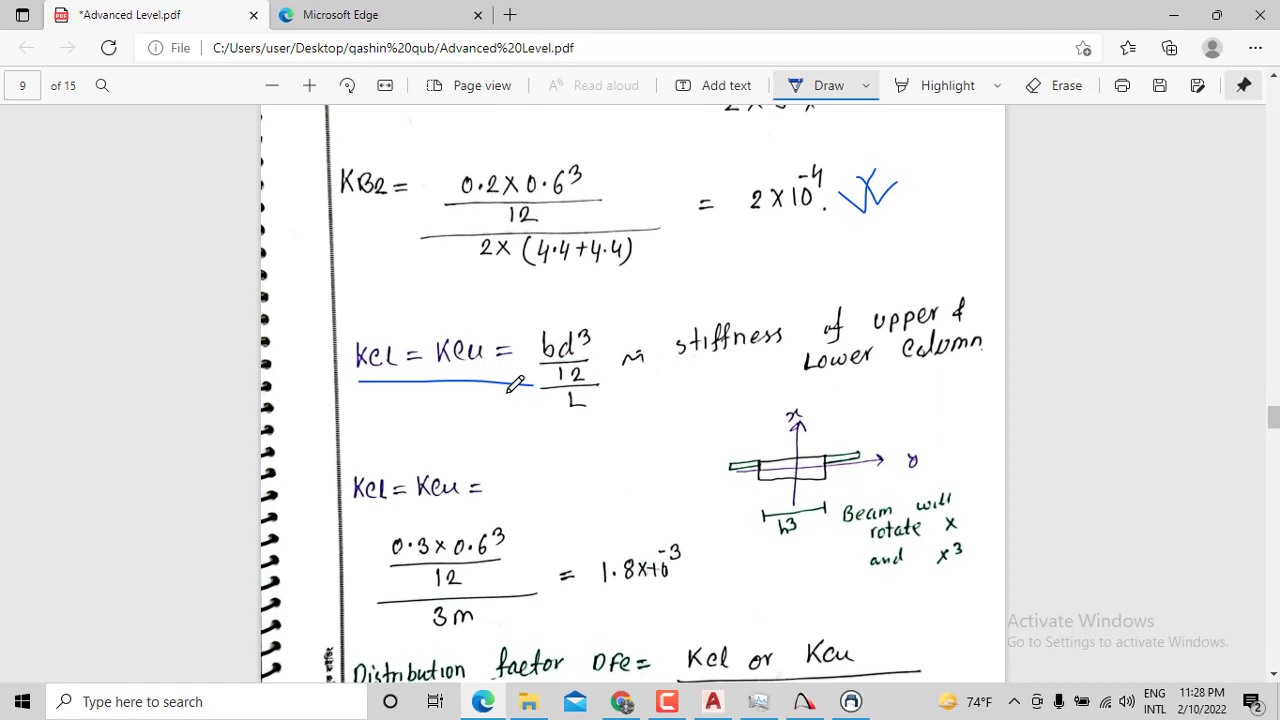 *Advanced Level.pdf
Microsoft Edge
File
C:/Users/user/Desktop/qashin%20qub/Advanced%20Level.pdf
9 of 15
Page view
Read aloud
Add text
Draw
Highlight
Erase
KB2 = 0.2 x 0.6³
12
2x (4.4+4.4)
= 2 x 10⁻⁴.
KCL = KCU = bd³
12
L
stiffness of upper &
Lower Column
x
y
h3
Beam will
rotate x
and x³
KCL = KCU =
0.3 x 0.6³
12
3m
= 1.8x10⁻³
Distribution factor DFC = KCL or KCU
Activate Windows
Go to Settings to activate Windows.
Type here to search
74°F
ENG
INTL
1:28 PM
2/10/2022
2